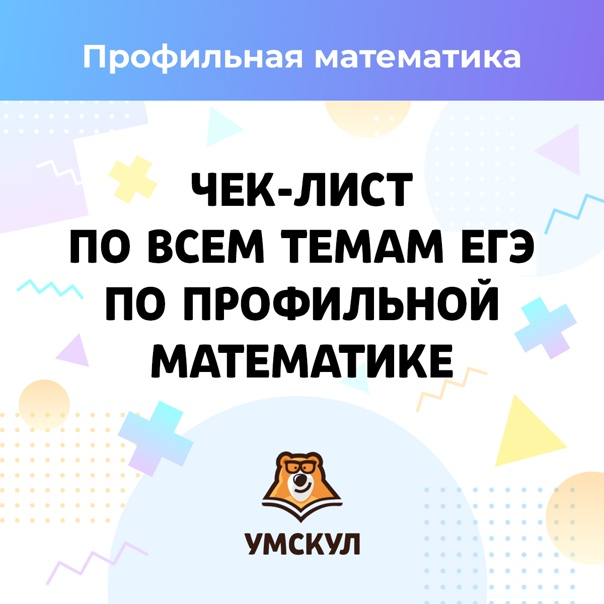 Профильная математика
ЧЕК-ЛИСТ
ПО ВСЕМ ТЕМАМ ЕГЭ
ПО ПРОФИЛЬНОЙ
МАТЕМАТИКЕ
УМСКУЛ